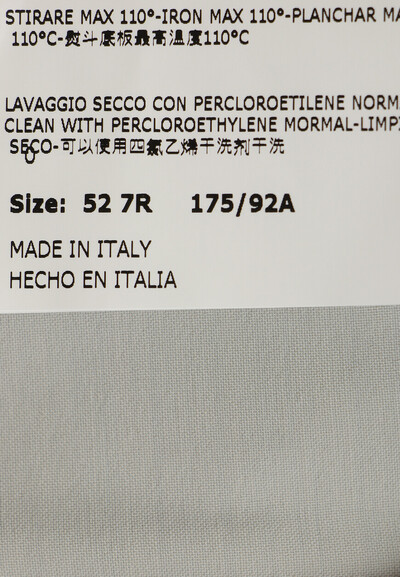 STIRARE MAX 110°-IRON MAX 110°-PLANCHAR MA
110°C-熨斗底板最高温度110°C
LAVAGGIO SECCO CON PERCLOROETILENE NORM
CLEAN WITH PERCLOROETHYLENE MORMAL-LIMPI
SECO-可以使用四氯乙烯干洗剂干洗
Size: 52 7R 175/92A
MADE IN ITALY
HECHO EN ITALIA